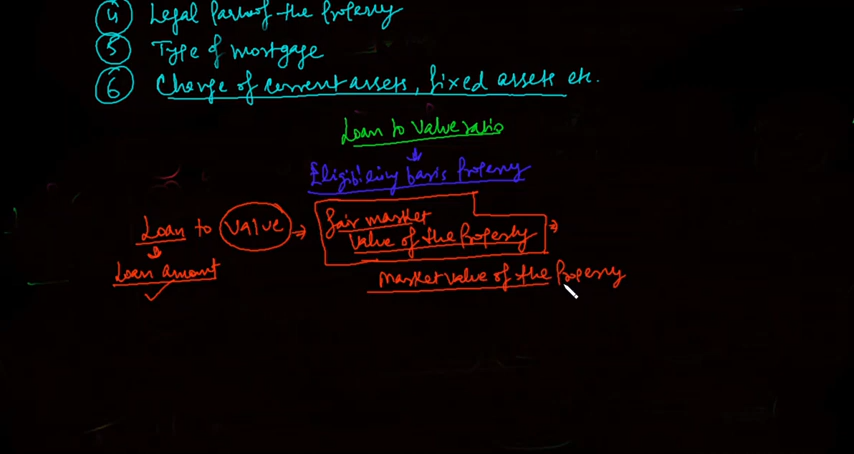 ④ Legal Part of the Property
⑤ Type of mortgage
⑥ Charge of current assets, fixed assets etc.
Loan to value ratio
Eligibility basis Property
Loan to value → fair market
value of the Property
Loan amount
market value of the Property